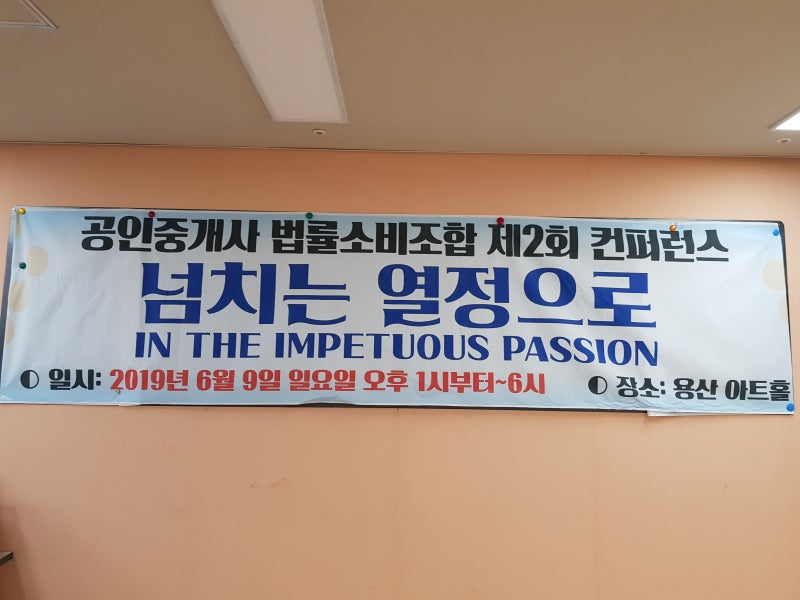 공인중개사 법률소비조합 제2회 컨퍼런스
넘치는 열정으로
IN THE IMPETUOUS PASSION
일시: 2019년 6월 9일 일요일 오후 1시부터~6시 장소: 용산 아트홀